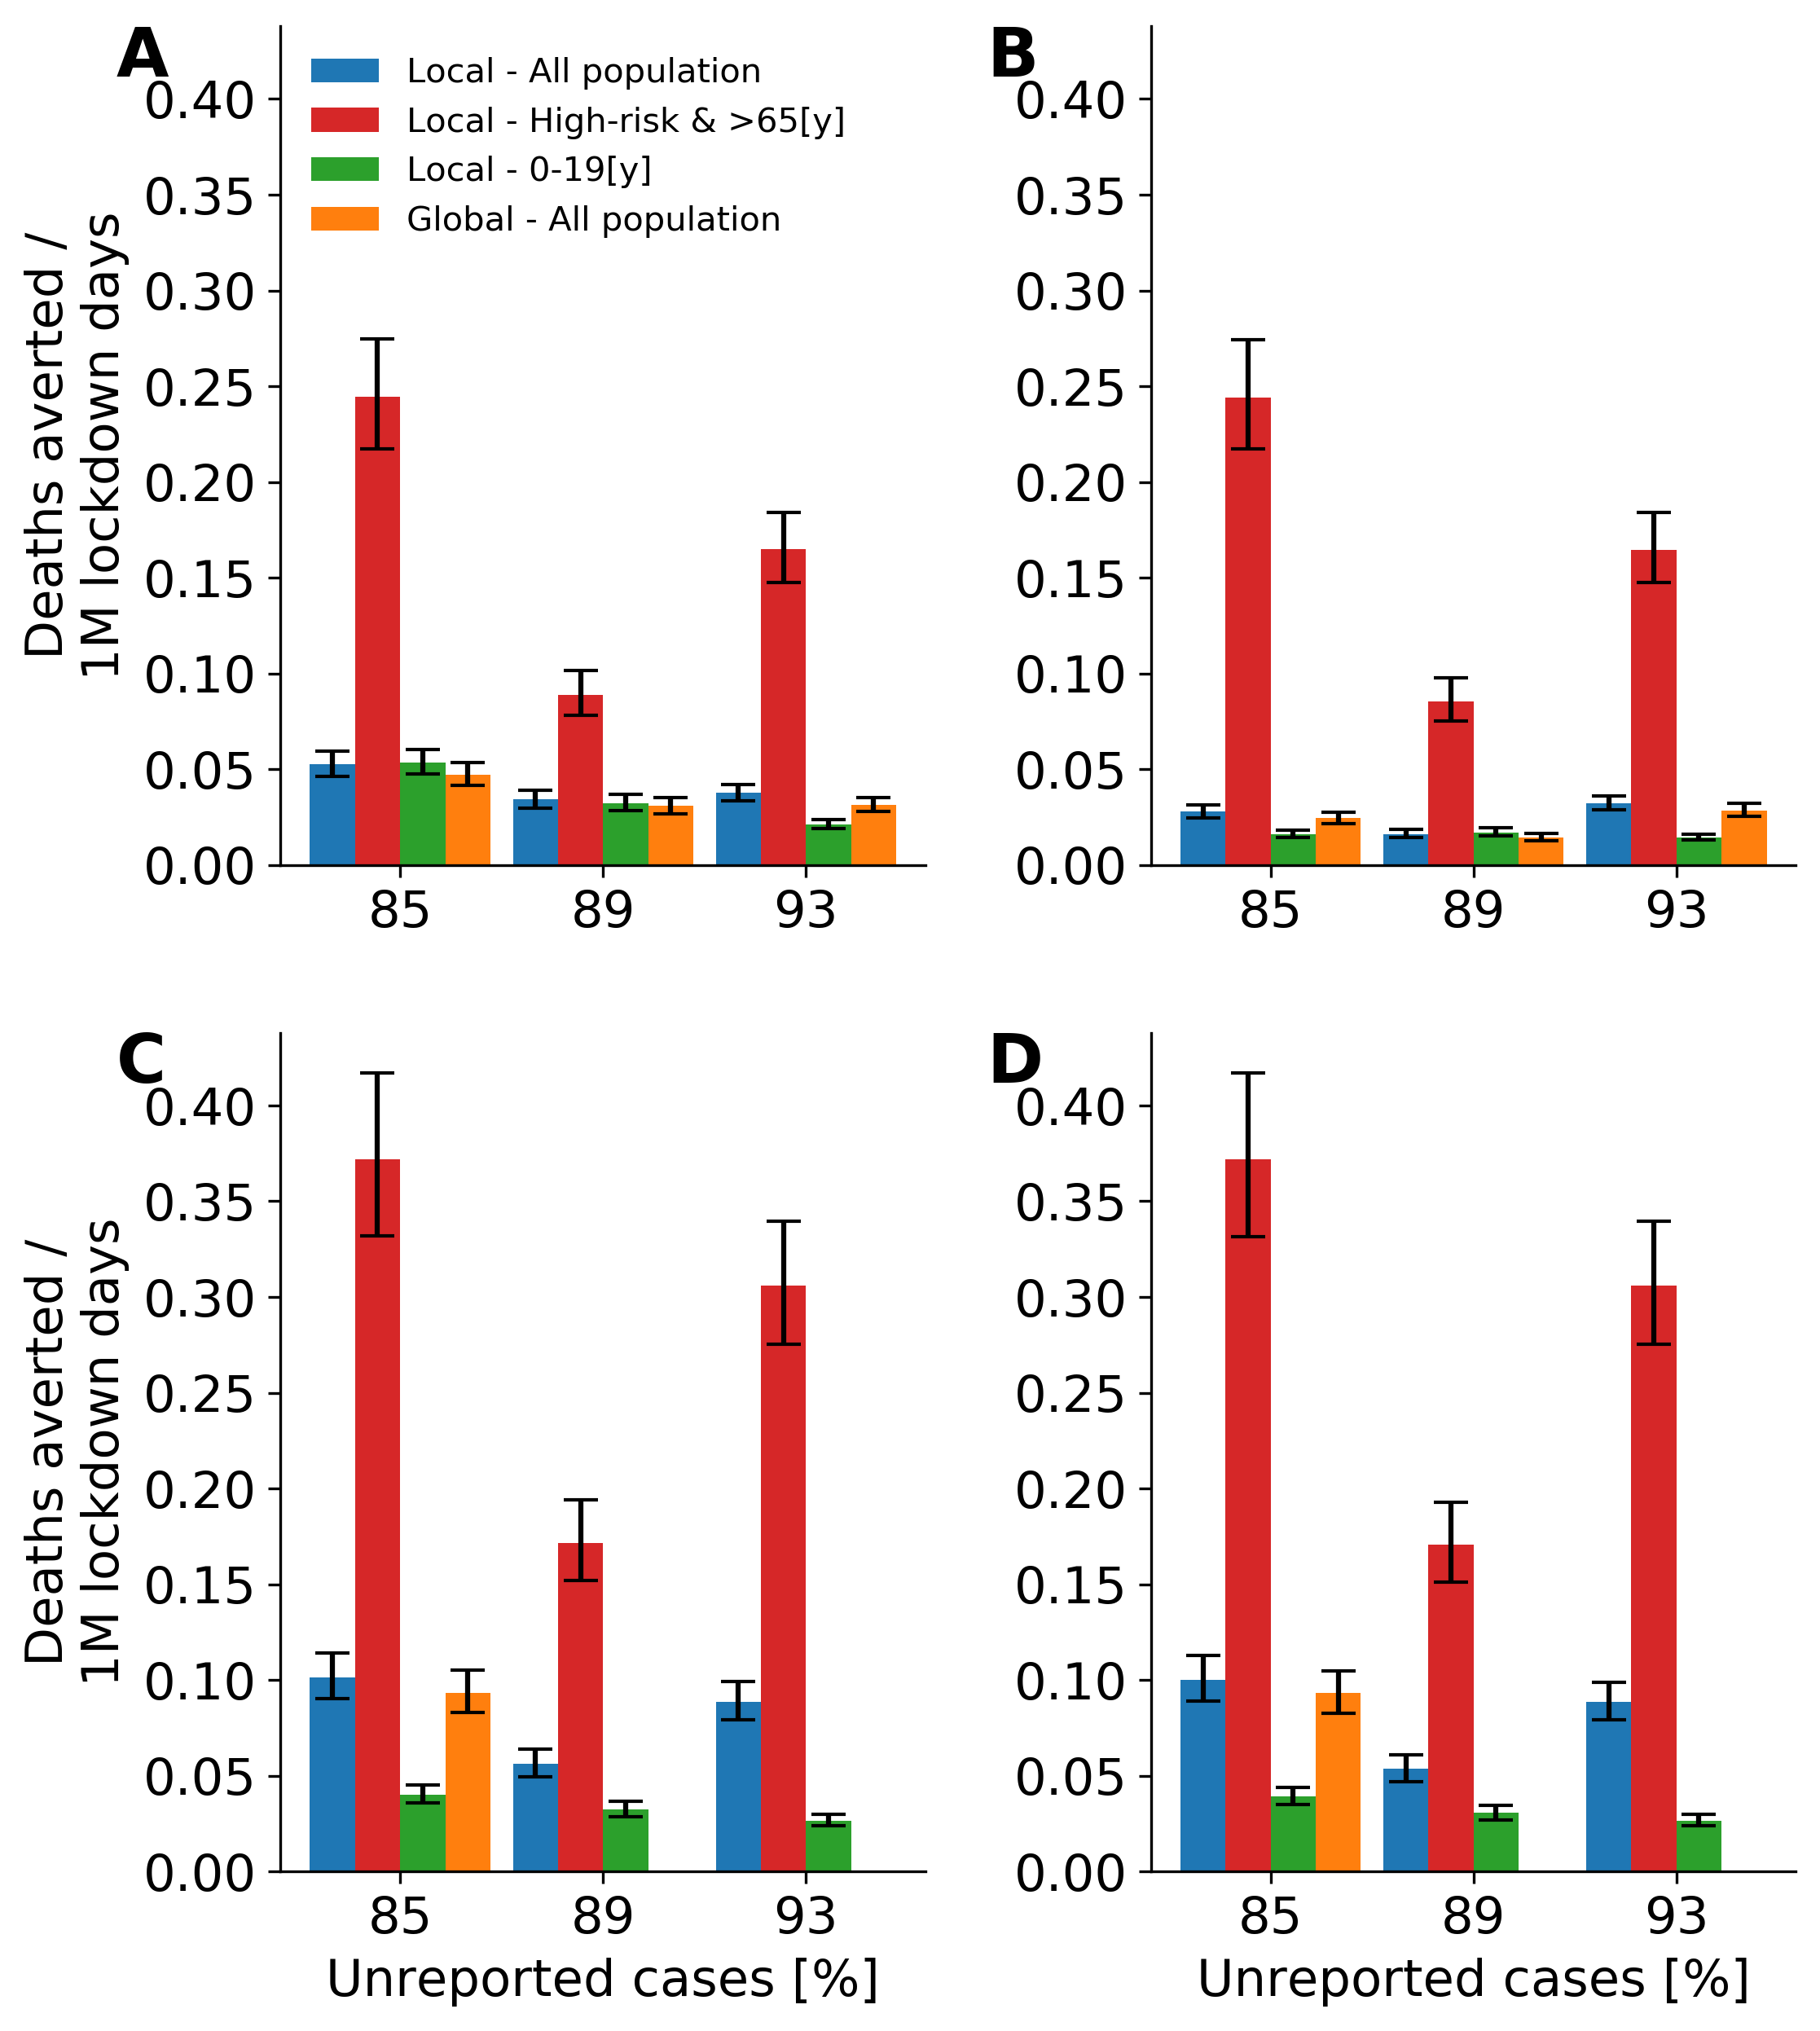 A
Deaths averted /
1M lockdown days
0.40
0.35
0.30
0.25
0.20
0.15
0.10
0.05
0.00
Local - All population
Local - High-risk & >65[y]
Local - 0-19[y]
Global - All population
85 89 93
B
0.40
0.35
0.30
0.25
0.20
0.15
0.10
0.05
0.00
85 89 93
C
Deaths averted /
1M lockdown days
0.40
0.35
0.30
0.25
0.20
0.15
0.10
0.05
0.00
85 89 93
Unreported cases [%]
D
0.40
0.35
0.30
0.25
0.20
0.15
0.10
0.05
0.00
85 89 93
Unreported cases [%]